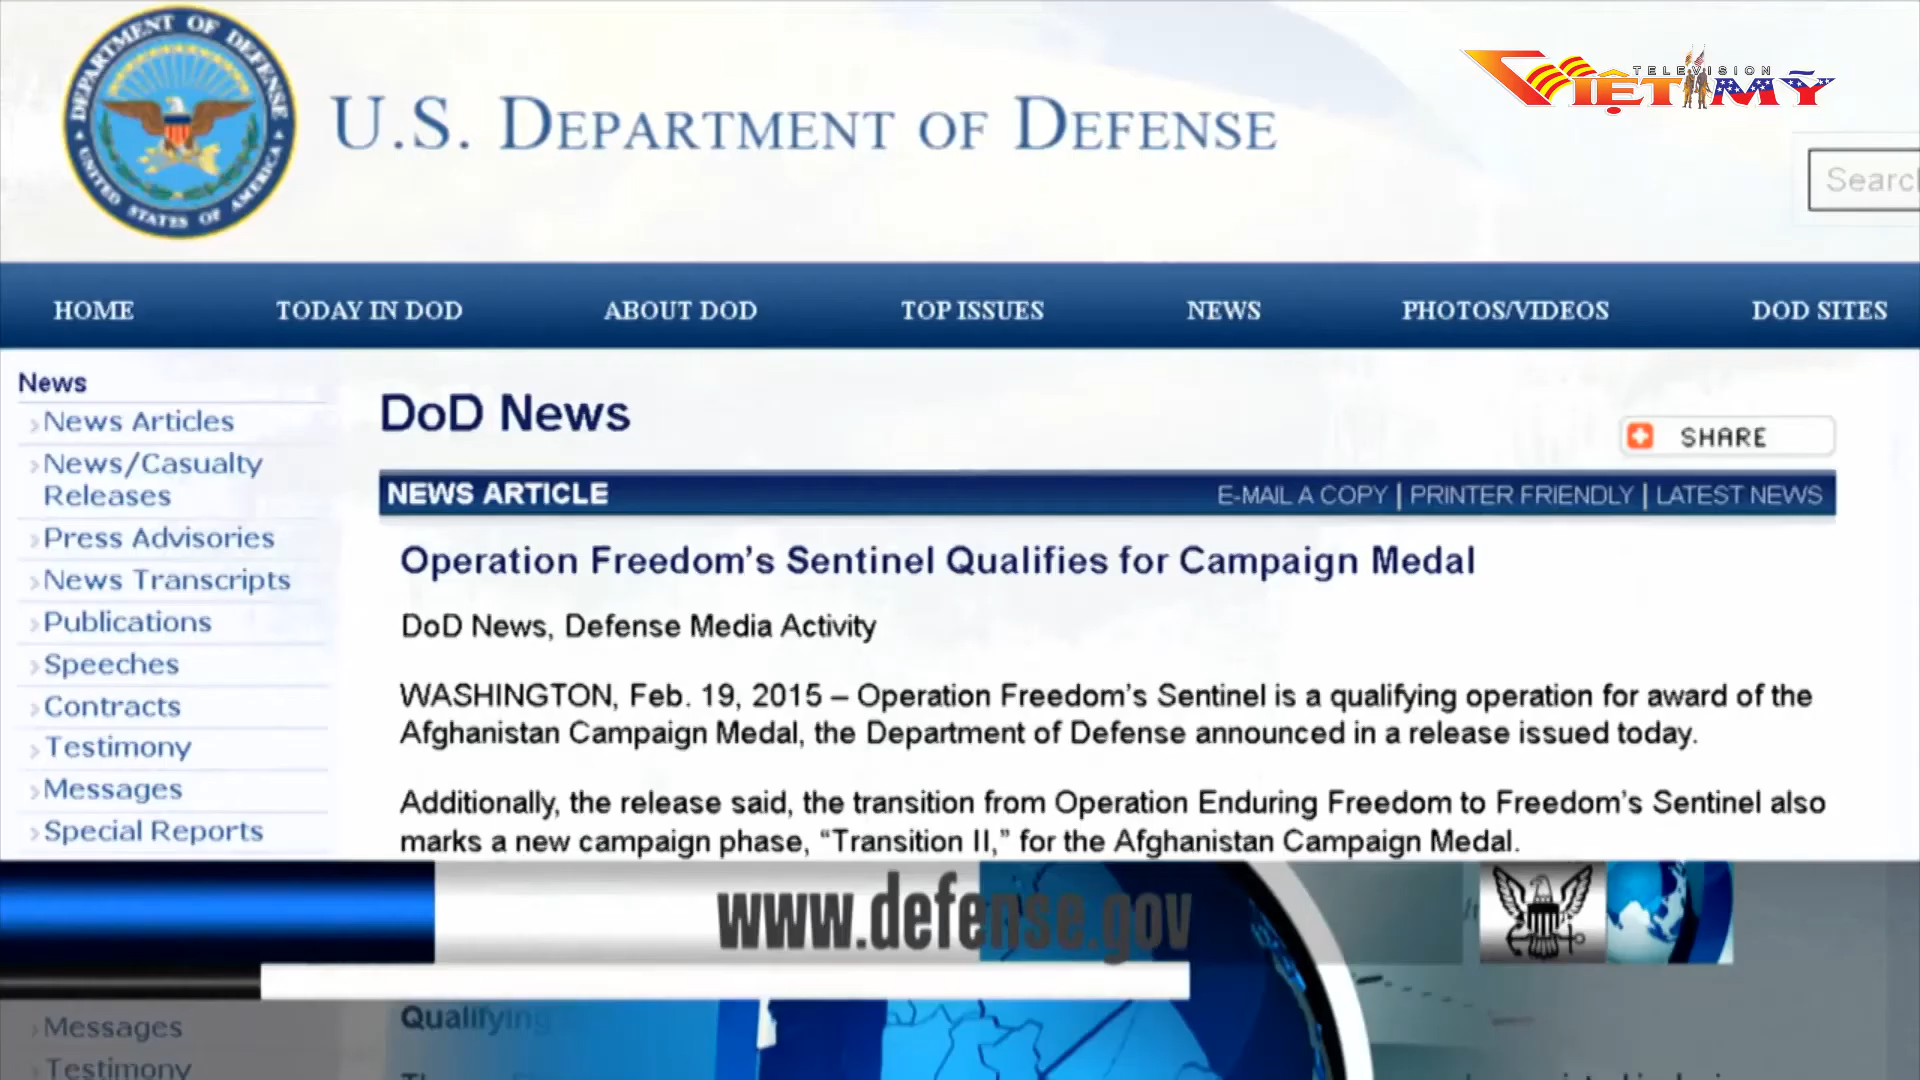 DEPARTMENT OF DEFENSE
UNITED STATES OF AMERICA
U.S. DEPARTMENT OF DEFENSE
TELEVISION
VIỆT MỸ
Search
HOME TODAY IN DOD ABOUT DOD TOP ISSUES NEWS PHOTOS/VIDEOS DOD SITES
News
News Articles
News/Casualty
Releases
Press Advisories
News Transcripts
Publications
Speeches
Contracts
Testimony
Messages
Special Reports
DoD News
SHARE
NEWS ARTICLE E-MAIL A COPY | PRINTER FRIENDLY | LATEST NEWS
Operation Freedom’s Sentinel Qualifies for Campaign Medal
DoD News, Defense Media Activity
WASHINGTON, Feb. 19, 2015 – Operation Freedom’s Sentinel is a qualifying operation for award of the
Afghanistan Campaign Medal, the Department of Defense announced in a release issued today.
Additionally, the release said, the transition from Operation Enduring Freedom to Freedom’s Sentinel also
marks a new campaign phase, “Transition II,” for the Afghanistan Campaign Medal.
www.defense.gov
Messages
Testimony
Qualifying